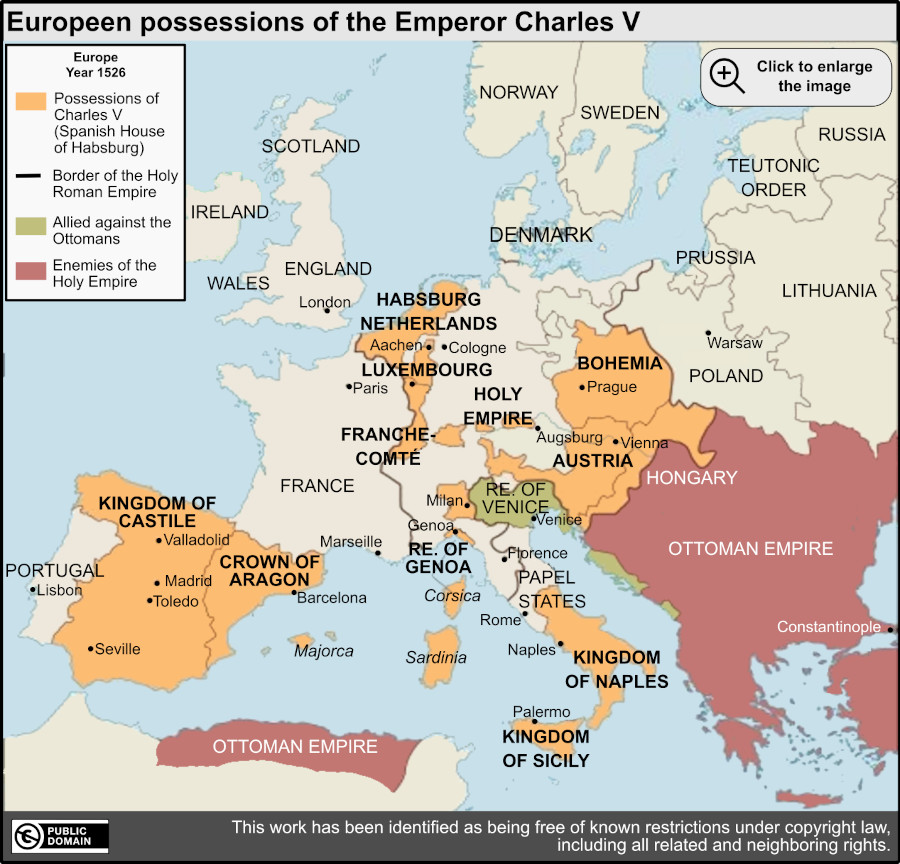 Europeen possessions of the Emperor Charles V
Europe
Year 1526
Possessions of
Charles V
(Spanish House
of Habsburg)
Border of the Holy
Roman Empire
Allied against the
Ottomans
Enemies of the
Holy Empire
Click to enlarge
the image
NORWAY
SWEDEN
RUSSIA
SCOTLAND
TEUTONIC
ORDER
IRELAND
DENMARK
PRUSSIA
WALES
ENGLAND
LITHUANIA
London
HABSBURG
NETHERLANDS
Aachen
Cologne
Warsaw
LUXEMBOURG
BOHEMIA
Paris
Prague
POLAND
HOLY
EMPIRE
FRANCHE-
COMTÉ
Augsburg
Vienna
AUSTRIA
HONGARY
FRANCE
RE. OF
VENICE
Milan
Venice
KINGDOM OF
CASTILE
Valladolid
Genoa
Marseille
RE. OF
GENOA
Florence
OTTOMAN EMPIRE
CROWN OF
ARAGON
PORTUGAL
Lisbon
Madrid
Toledo
Barcelona
Corsica
PAPEL
STATES
Rome
Constantinople
Seville
Majorca
Sardinia
Naples
KINGDOM
OF NAPLES
Palermo
KINGDOM
OF SICILY
OTTOMAN EMPIRE
PUBLIC
DOMAIN
This work has been identified as being free of known restrictions under copyright law,
including all related and neighboring rights.